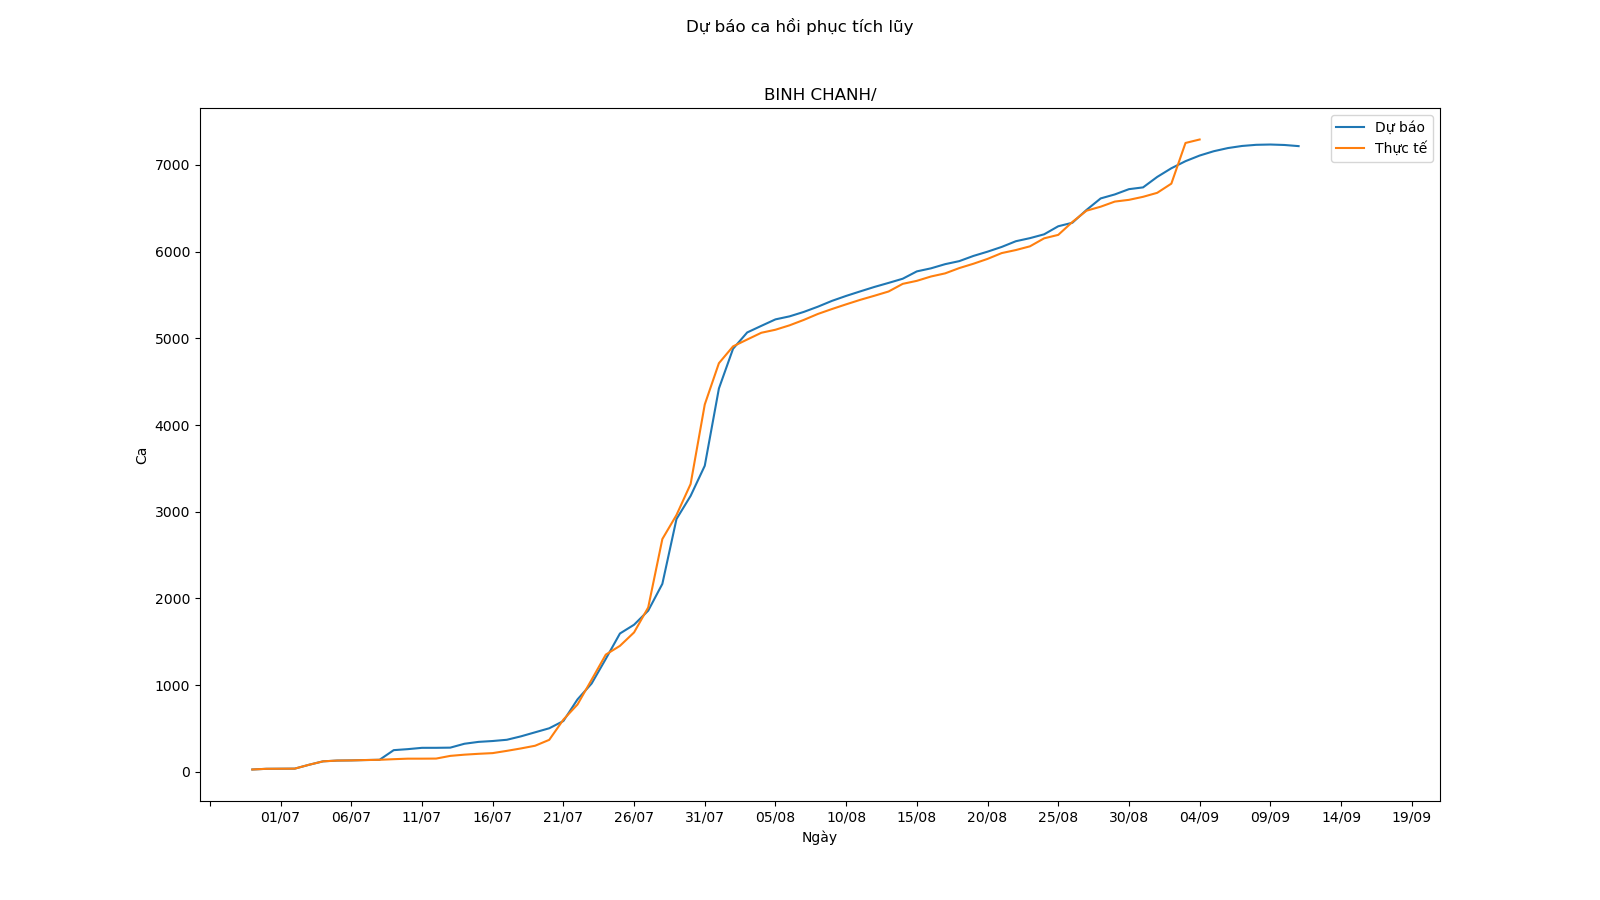 Dự báo ca hồi phục tích lũy
BINH CHANH/
Dự báo
Thực tế
7000
6000
5000
4000
3000
2000
1000
0
Ca
01/07 06/07 11/07 16/07 21/07 26/07 31/07 05/08 10/08 15/08 20/08 25/08 30/08 04/09 09/09 14/09 19/09
Ngày